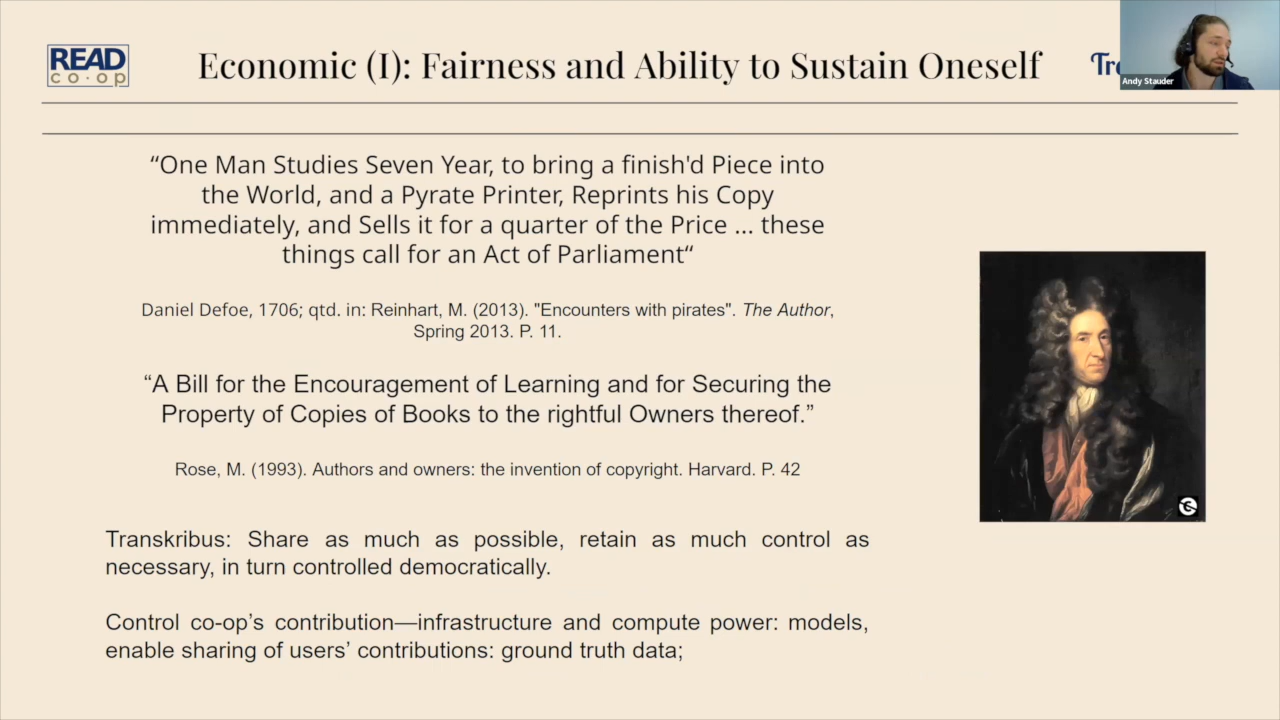 READ
co·op
Economic (I): Fairness and Ability to Sustain Oneself
Andy Stauder
“One Man Studies Seven Year, to bring a finish'd Piece into
the World, and a Pyrate Printer, Reprints his Copy
immediately, and Sells it for a quarter of the Price ... these
things call for an Act of Parliament“
Daniel Defoe, 1706; qtd. in: Reinhart, M. (2013). "Encounters with pirates". The Author,
Spring 2013. P. 11.
“A Bill for the Encouragement of Learning and for Securing the
Property of Copies of Books to the rightful Owners thereof.”
Rose, M. (1993). Authors and owners: the invention of copyright. Harvard. P. 42
Transkribus: Share as much as possible, retain as much control as
necessary, in turn controlled democratically.
Control co-op’s contribution—infrastructure and compute power: models,
enable sharing of users’ contributions: ground truth data;